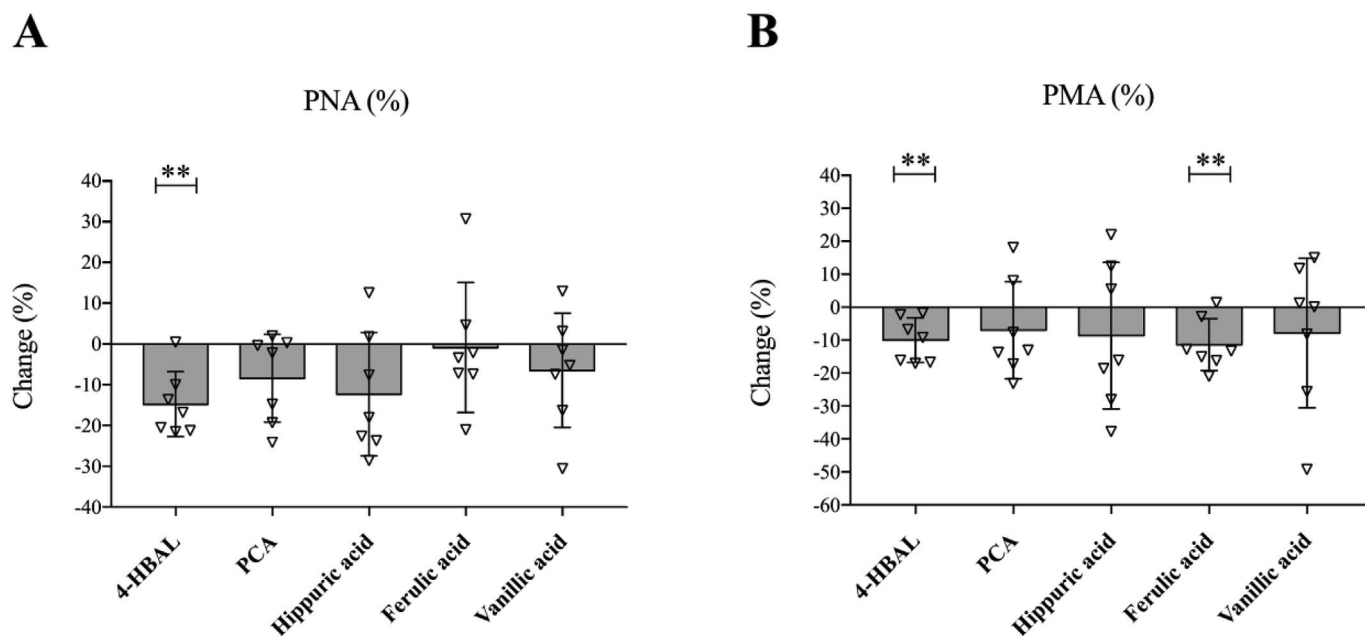 A
PNA (%)
**
Change (%)
40
30
20
10
0
-10
-20
-30
-40
4-HBAL
PCA
Hippuric acid
Ferulic acid
Vanillic acid
B
PMA (%)
**
**
Change (%)
40
30
20
10
0
-10
-20
-30
-40
-50
-60
4-HBAL
PCA
Hippuric acid
Ferulic acid
Vanillic acid